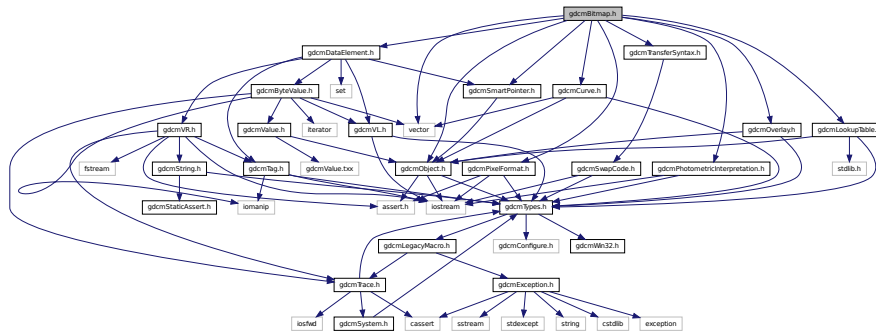 gdcmBitmap.h
gdcmDataElement.h
gdcmTransferSyntax.h
gdcmByteValue.h
set
gdcmSmartPointer.h
gdcmCurve.h
gdcmVR.h
gdcmValue.h
iterator
gdcmVL.h
vector
gdcmOverlay.h
gdcmLookupTable.
fstream
gdcmString.h
gdcmTag.h
gdcmValue.txx
gdcmObject.h
gdcmPixelFormat.h
gdcmSwapCode.h
gdcmPhotometricInterpretation.h
stdlib.h
gdcmStaticAssert.h
iomanip
assert.h
iostream
gdcmTypes.h
gdcmLegacyMacro.h
gdcmConfigure.h
gdcmWin32.h
gdcmTrace.h
gdcmException.h
iosfwd
gdcmSystem.h
cassert
sstream
stdexcept
string
cstdlib
exception